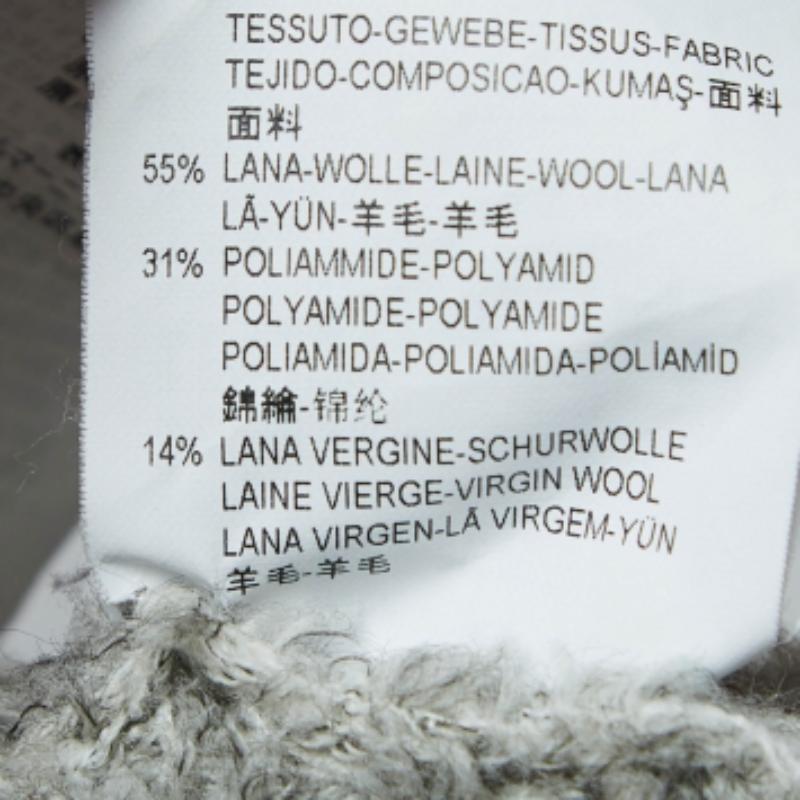 TESSUTO-GEWEBE-TISSUS-FABRIC
TEJIDO-COMPOSICAO-KUMAŞ-面料
面料
55% LANA-WOLLE-LAINE-WOOL-LANA
LÃ-YÜN-羊毛-羊毛
31% POLIAMMIDE-POLYAMID
POLYAMIDE-POLYAMIDE
POLIAMIDA-POLIAMIDA-POLİAMİD
錦綸-锦纶
14% LANA VERGINE-SCHURWOLLE
LAINE VIERGE-VIRGIN WOOL
LANA VIRGEN-LÃ VIRGEM-YÜN
羊毛-羊毛